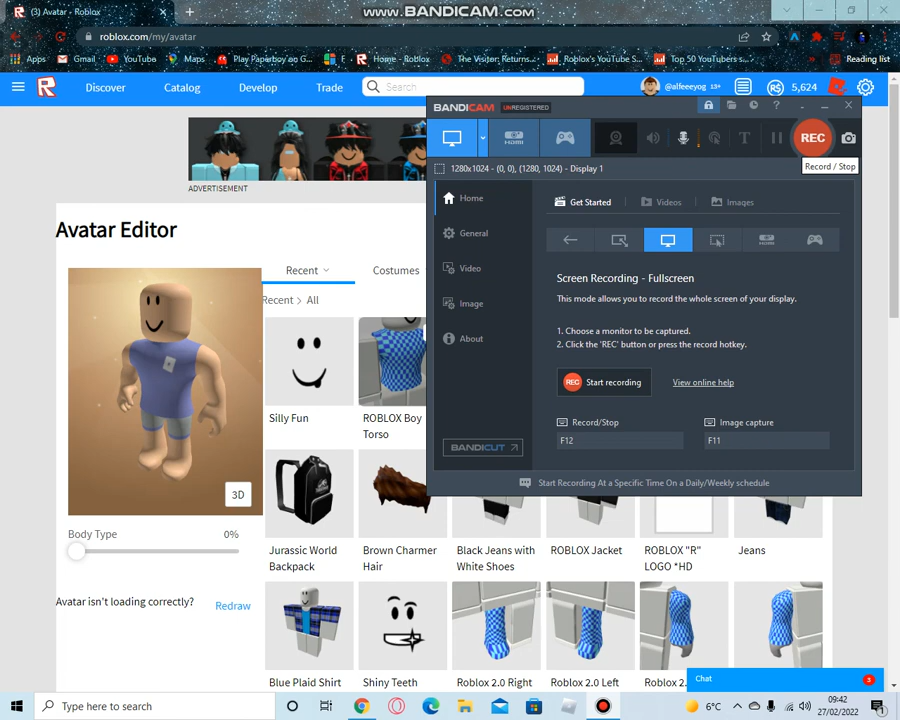 www.BANDICAM.com
(3) Avatar - Roblox
roblox.com/my/avatar
Apps
Gmail
YouTube
Maps
Play Paperboy on G...
F
Home - Roblox
The Visitor: Returns...
Roblox's YouTube S...
Top 50 YouTubers s...
Reading list
Discover
Catalog
Develop
Trade
Search
@alfeeeyog 13+
5,624
ADVERTISEMENT
Avatar Editor
Recent
Costumes
Recent > All
3D
Body Type
0%
Avatar isn't loading correctly?
Redraw
Silly Fun
ROBLOX Boy
Torso
Jurassic World
Backpack
Brown Charmer
Hair
Black Jeans with
White Shoes
ROBLOX Jacket
ROBLOX "R"
LOGO *HD
Jeans
Blue Plaid Shirt
Shiny Teeth
Roblox 2.0 Right
Roblox 2.0 Left
Roblox 2.
BANDICAM UNREGISTERED
HDMI
REC
Record / Stop
1280x1024 - (0, 0), (1280, 1024) - Display 1
Home
General
Video
Image
About
BANDICUT
Get Started
Videos
Images
Screen Recording - Fullscreen
This mode allows you to record the whole screen of your display.
1. Choose a monitor to be captured.
2. Click the 'REC' button or press the record hotkey.
REC Start recording
View online help
Record/Stop
F12
Image capture
F11
Start Recording At a Specific Time On a Daily/Weekly schedule
Chat
3
Type here to search
6°C
09:42
27/02/2022
1